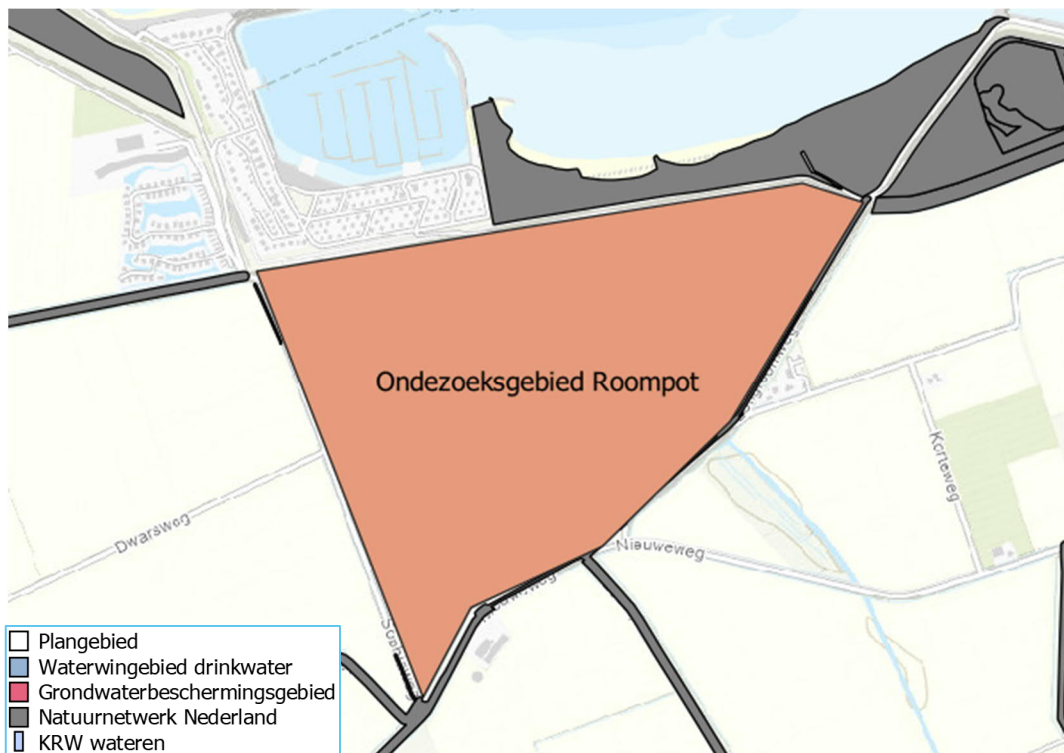 Ondezoeksgebied Roompot
Korteweg
Dwarsweg
Nieuweweg
Plangebied
Waterwingebied drinkwater
Grondwaterbeschermingsgebied
Natuurnetwerk Nederland
KRW wateren